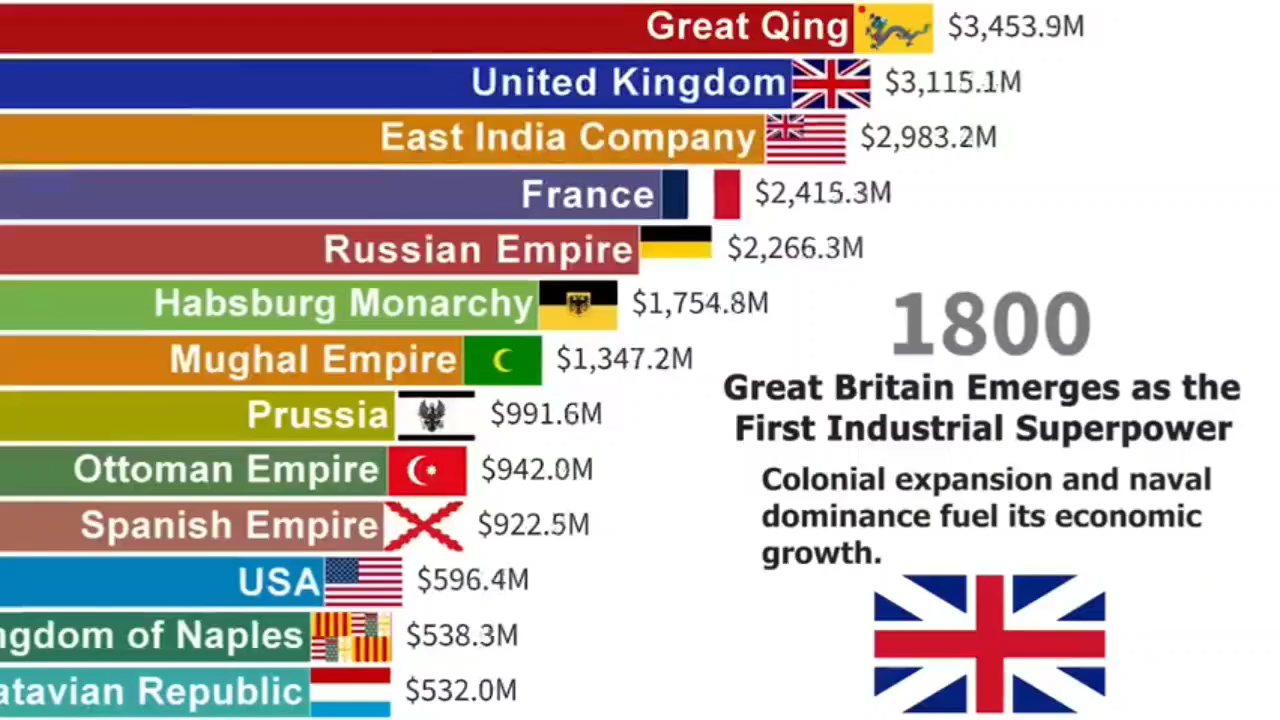 Great Qing $3,453.9M
United Kingdom $3,115.1M
East India Company $2,983.2M
France $2,415.3M
Russian Empire $2,266.3M
Habsburg Monarchy $1,754.8M
Mughal Empire $1,347.2M
Prussia $991.6M
Ottoman Empire $942.0M
Spanish Empire $922.5M
USA $596.4M
ngdom of Naples $538.3M
atavian Republic $532.0M
1800
Great Britain Emerges as the
First Industrial Superpower
Colonial expansion and naval
dominance fuel its economic
growth.